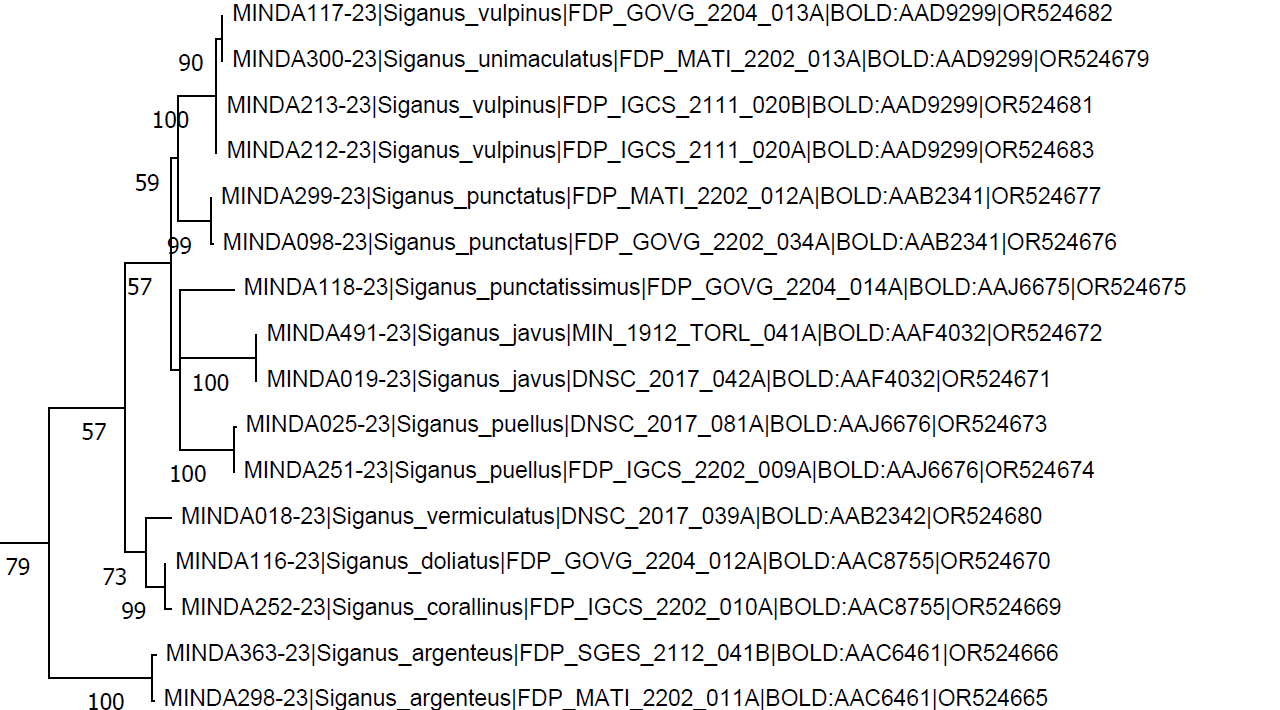 MINDA117-23|Siganus_vulpinus|FDP_GOVG_2204_013A|BOLD:AAD9299|OR524682
90 MINDA300-23|Siganus_unimaculatus|FDP_MATI_2202_013A|BOLD:AAD9299|OR524679
MINDA213-23|Siganus_vulpinus|FDP_IGCS_2111_020B|BOLD:AAD9299|OR524681
100
MINDA212-23|Siganus_vulpinus|FDP_IGCS_2111_020A|BOLD:AAD9299|OR524683
59
MINDA299-23|Siganus_punctatus|FDP_MATI_2202_012A|BOLD:AAB2341|OR524677
99 MINDA098-23|Siganus_punctatus|FDP_GOVG_2202_034A|BOLD:AAB2341|OR524676
57 MINDA118-23|Siganus_punctatissimus|FDP_GOVG_2204_014A|BOLD:AAJ6675|OR524675
MINDA491-23|Siganus_javus|MIN_1912_TORL_041A|BOLD:AAF4032|OR524672
100 MINDA019-23|Siganus_javus|DNSC_2017_042A|BOLD:AAF4032|OR524671
57 MINDA025-23|Siganus_puellus|DNSC_2017_081A|BOLD:AAJ6676|OR524673
100 MINDA251-23|Siganus_puellus|FDP_IGCS_2202_009A|BOLD:AAJ6676|OR524674
MINDA018-23|Siganus_vermiculatus|DNSC_2017_039A|BOLD:AAB2342|OR524680
79 MINDA116-23|Siganus_doliatus|FDP_GOVG_2204_012A|BOLD:AAC8755|OR524670
73
99 MINDA252-23|Siganus_corallinus|FDP_IGCS_2202_010A|BOLD:AAC8755|OR524669
MINDA363-23|Siganus_argenteus|FDP_SGES_2112_041B|BOLD:AAC6461|OR524666
100 MINDA298-23|Siganus_argenteus|FDP_MATI_2202_011A|BOLD:AAC6461|OR524665